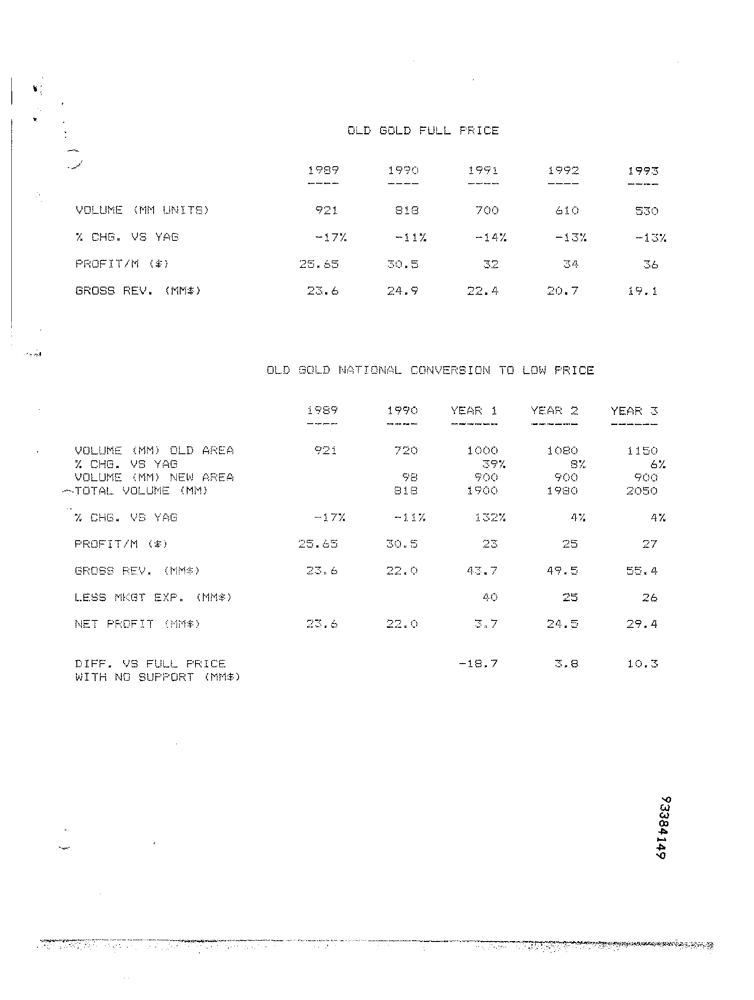 OLD GOLD FULL PRICE
1989 1990 1991 1992 1993
---- ---- ---- ---- ----
VOLUME (MM UNITS) 921 818 700 610 530
% CHG. VS YAG -17% -11% -14% -13% -13%
PROFIT/M ($) 25.65 30.5 32 34 36
GROSS REV. (MM$) 23.6 24.9 22.4 20.7 19.1
OLD GOLD NATIONAL CONVERSION TO LOW PRICE
1989 1990 YEAR 1 YEAR 2 YEAR 3
---- ---- ------ ------ ------
VOLUME (MM) OLD AREA 921 720 1000 1080 1150
% CHG. VS YAG 39% 8% 6%
VOLUME (MM) NEW AREA 98 900 900 900
TOTAL VOLUME (MM) 818 1900 1980 2050
% CHG. VS YAG -17% -11% 132% 4% 4%
PROFIT/M ($) 25.65 30.5 23 25 27
GROSS REV. (MM$) 23.6 22.0 43.7 49.5 55.4
LESS MKGT EXP. (MM$) 40 25 26
NET PROFIT (MM$) 23.6 22.0 3.7 24.5 29.4
DIFF. VS FULL PRICE -18.7 3.8 10.3
WITH NO SUPPORT (MM$)
93384149